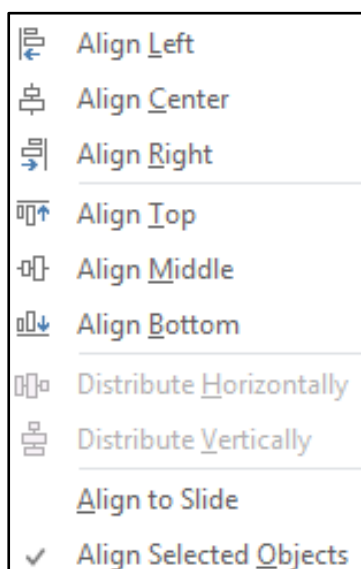 Align Left
Align Center
Align Right
Align Top
Align Middle
Align Bottom
Distribute Horizontally
Distribute Vertically
Align to Slide
Align Selected Objects